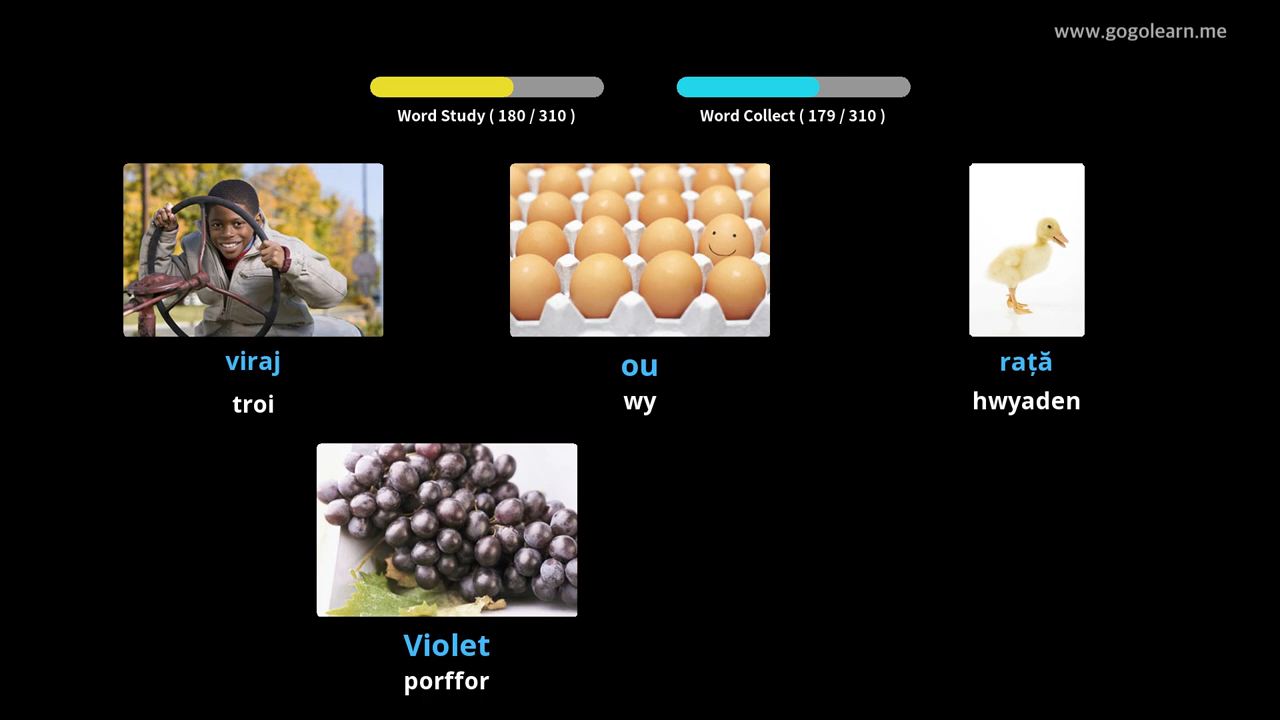 www.gogolearn.me
Word Study ( 180 / 310 )
Word Collect ( 179 / 310 )
viraj
troi
ou
wy
rață
hwyaden
Violet
porffor